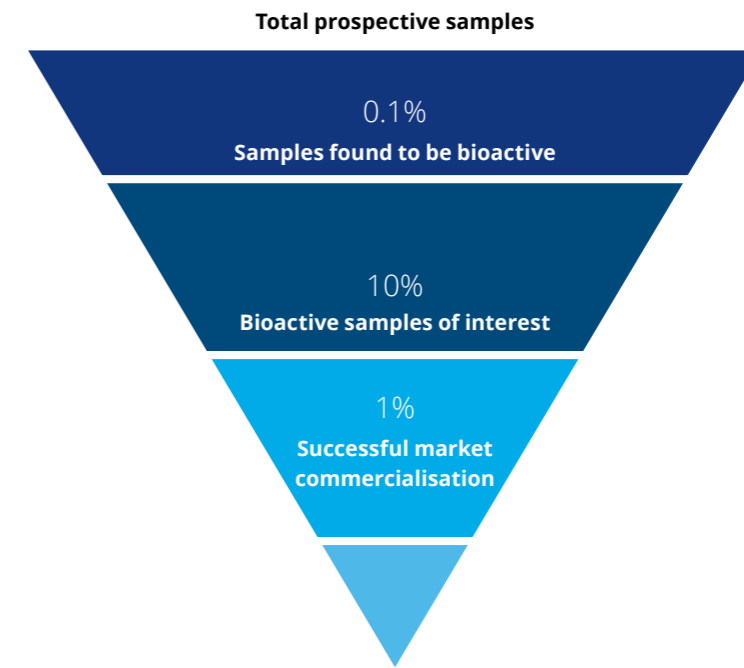 Total prospective samples
0.1%
Samples found to be bioactive
10%
Bioactive samples of interest
1%
Successful market
commercialisation